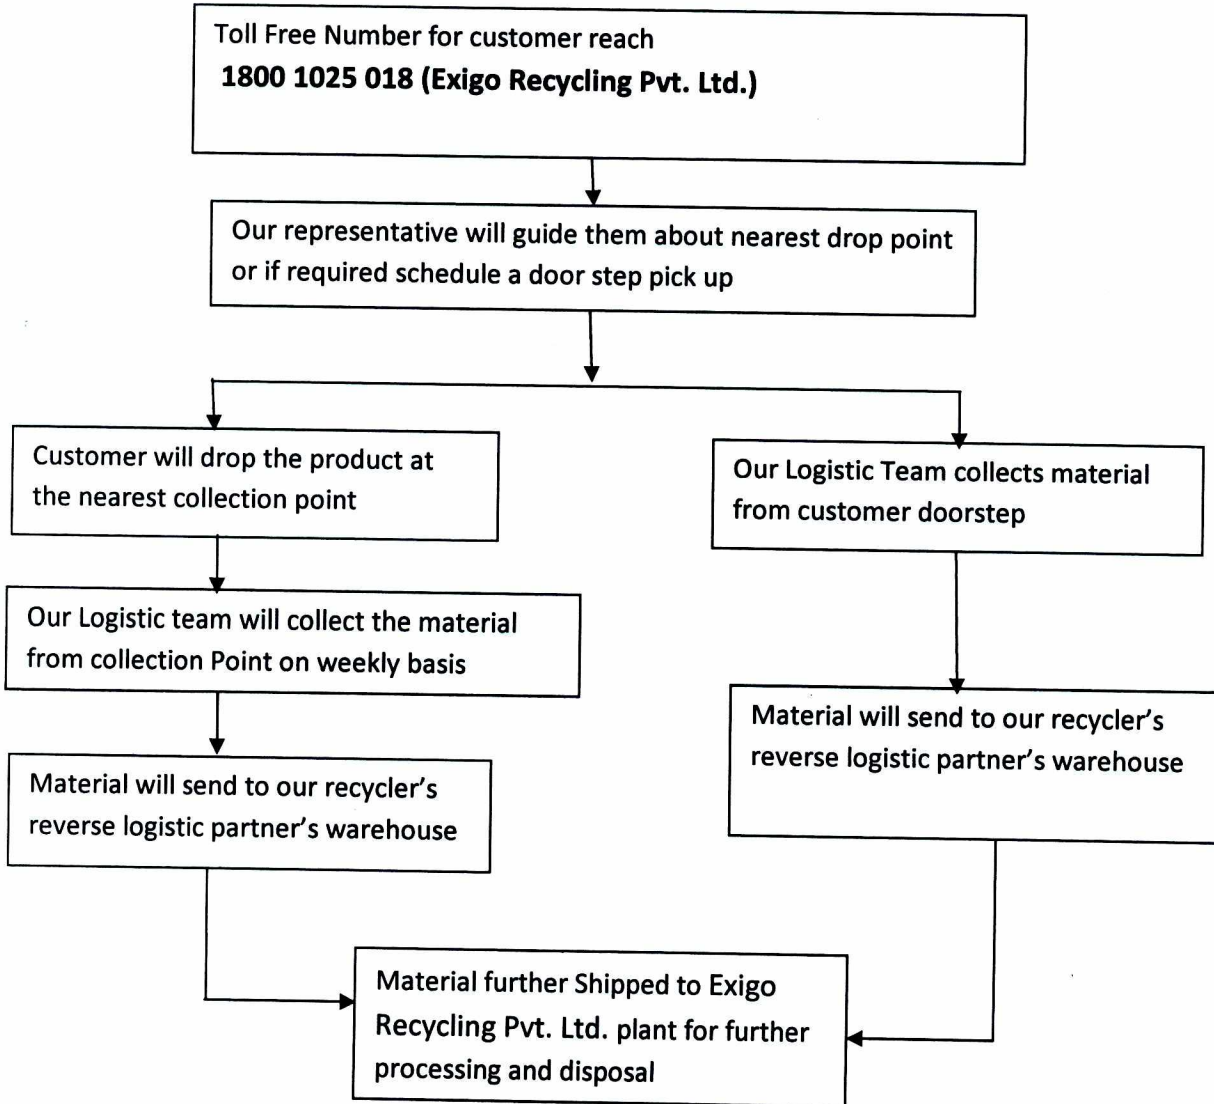 Toll Free Number for customer reach
1800 1025 018 (Exigo Recycling Pvt. Ltd.)
Our representative will guide them about nearest drop point
or if required schedule a door step pick up
Customer will drop the product at
the nearest collection point
Our Logistic team will collect the material
from collection Point on weekly basis
Material will send to our recycler's
reverse logistic partner's warehouse
Our Logistic Team collects material
from customer doorstep
Material will send to our recycler's
reverse logistic partner's warehouse
Material further Shipped to Exigo
Recycling Pvt. Ltd. plant for further
processing and disposal